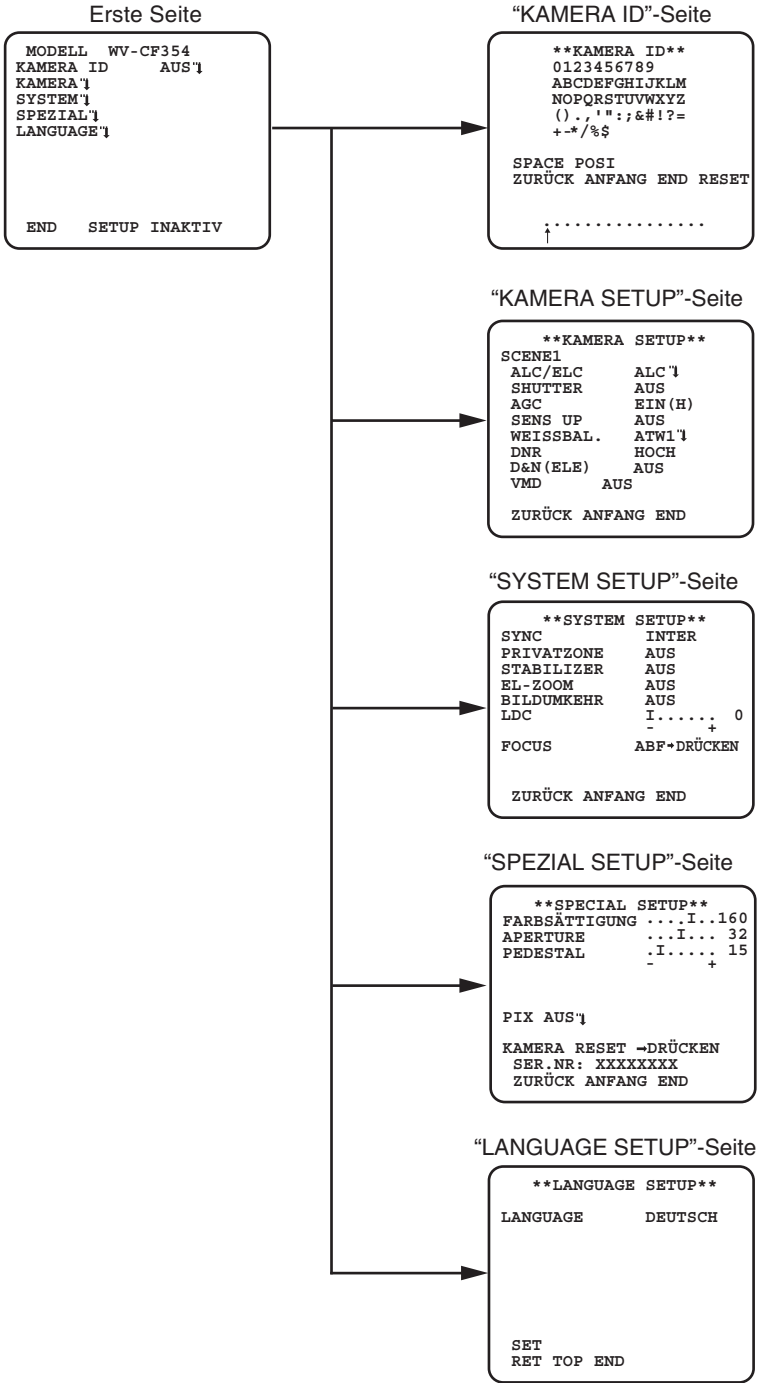 Erste Seite
MODELL WV-CF354
KAMERA ID AUS
KAMERA
SYSTEM
SPEZIAL
LANGUAGE
END SETUP INAKTIV
“KAMERA ID”-Seite
**KAMERA ID**
0123456789
ABCDEFGHIJKLM
NOPQRSTUVWXYZ
().,'":;&#!?=
+-*/%$
SPACE POSI
ZURÜCK ANFANG END RESET
................
↑
“KAMERA SETUP”-Seite
**KAMERA SETUP**
SCENE1
ALC/ELC ALC
SHUTTER AUS
AGC EIN(H)
SENS UP AUS
WEISSBAL. ATW1
DNR HOCH
D&N(ELE) AUS
VMD AUS
ZURÜCK ANFANG END
“SYSTEM SETUP”-Seite
**SYSTEM SETUP**
SYNC INTER
PRIVATZONE AUS
STABILIZER AUS
EL-ZOOM AUS
BILDUMKEHR AUS
LDC I...... 0
- +
FOCUS ABF→DRÜCKEN
ZURÜCK ANFANG END
“SPEZIAL SETUP”-Seite
**SPECIAL SETUP**
FARBSÄTTIGUNG ....I..160
APERTURE ...I... 32
PEDESTAL .I..... 15
- +
PIX AUS
KAMERA RESET →DRÜCKEN
SER.NR: XXXXXXXX
ZURÜCK ANFANG END
“LANGUAGE SETUP”-Seite
**LANGUAGE SETUP**
LANGUAGE DEUTSCH
SET
RET TOP END